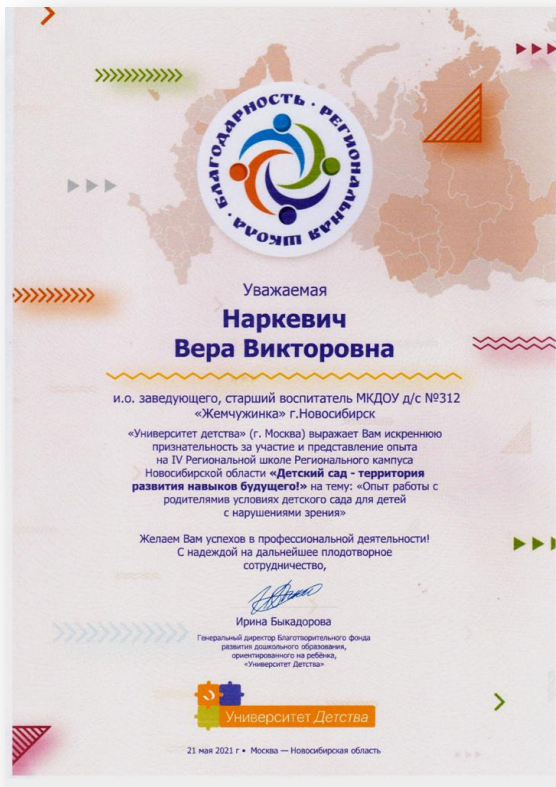 БЛАГОДАРНОСТЬ · РЕГИОНАЛЬНАЯ ШКОЛА ·
Уважаемая
Наркевич
Вера Викторовна
и.о. заведующего, старший воспитатель МКДОУ д/с №312
«Жемчужинка» г.Новосибирск
«Университет детства» (г. Москва) выражает Вам искреннюю
признательность за участие и представление опыта
на IV Региональной школе Регионального кампуса
Новосибирской области «Детский сад - территория
развития навыков будущего!» на тему: «Опыт работы с
родителямив условиях детского сада для детей
с нарушениями зрения»
Желаем Вам успехов в профессиональной деятельности!
С надеждой на дальнейшее плодотворное
сотрудничество,
Ирина Быкадорова
Генеральный директор Благотворительного фонда
развития дошкольного образования,
ориентированного на ребёнка,
«Университет Детства»
Университет Детства
21 мая 2021 г • Москва — Новосибирская область